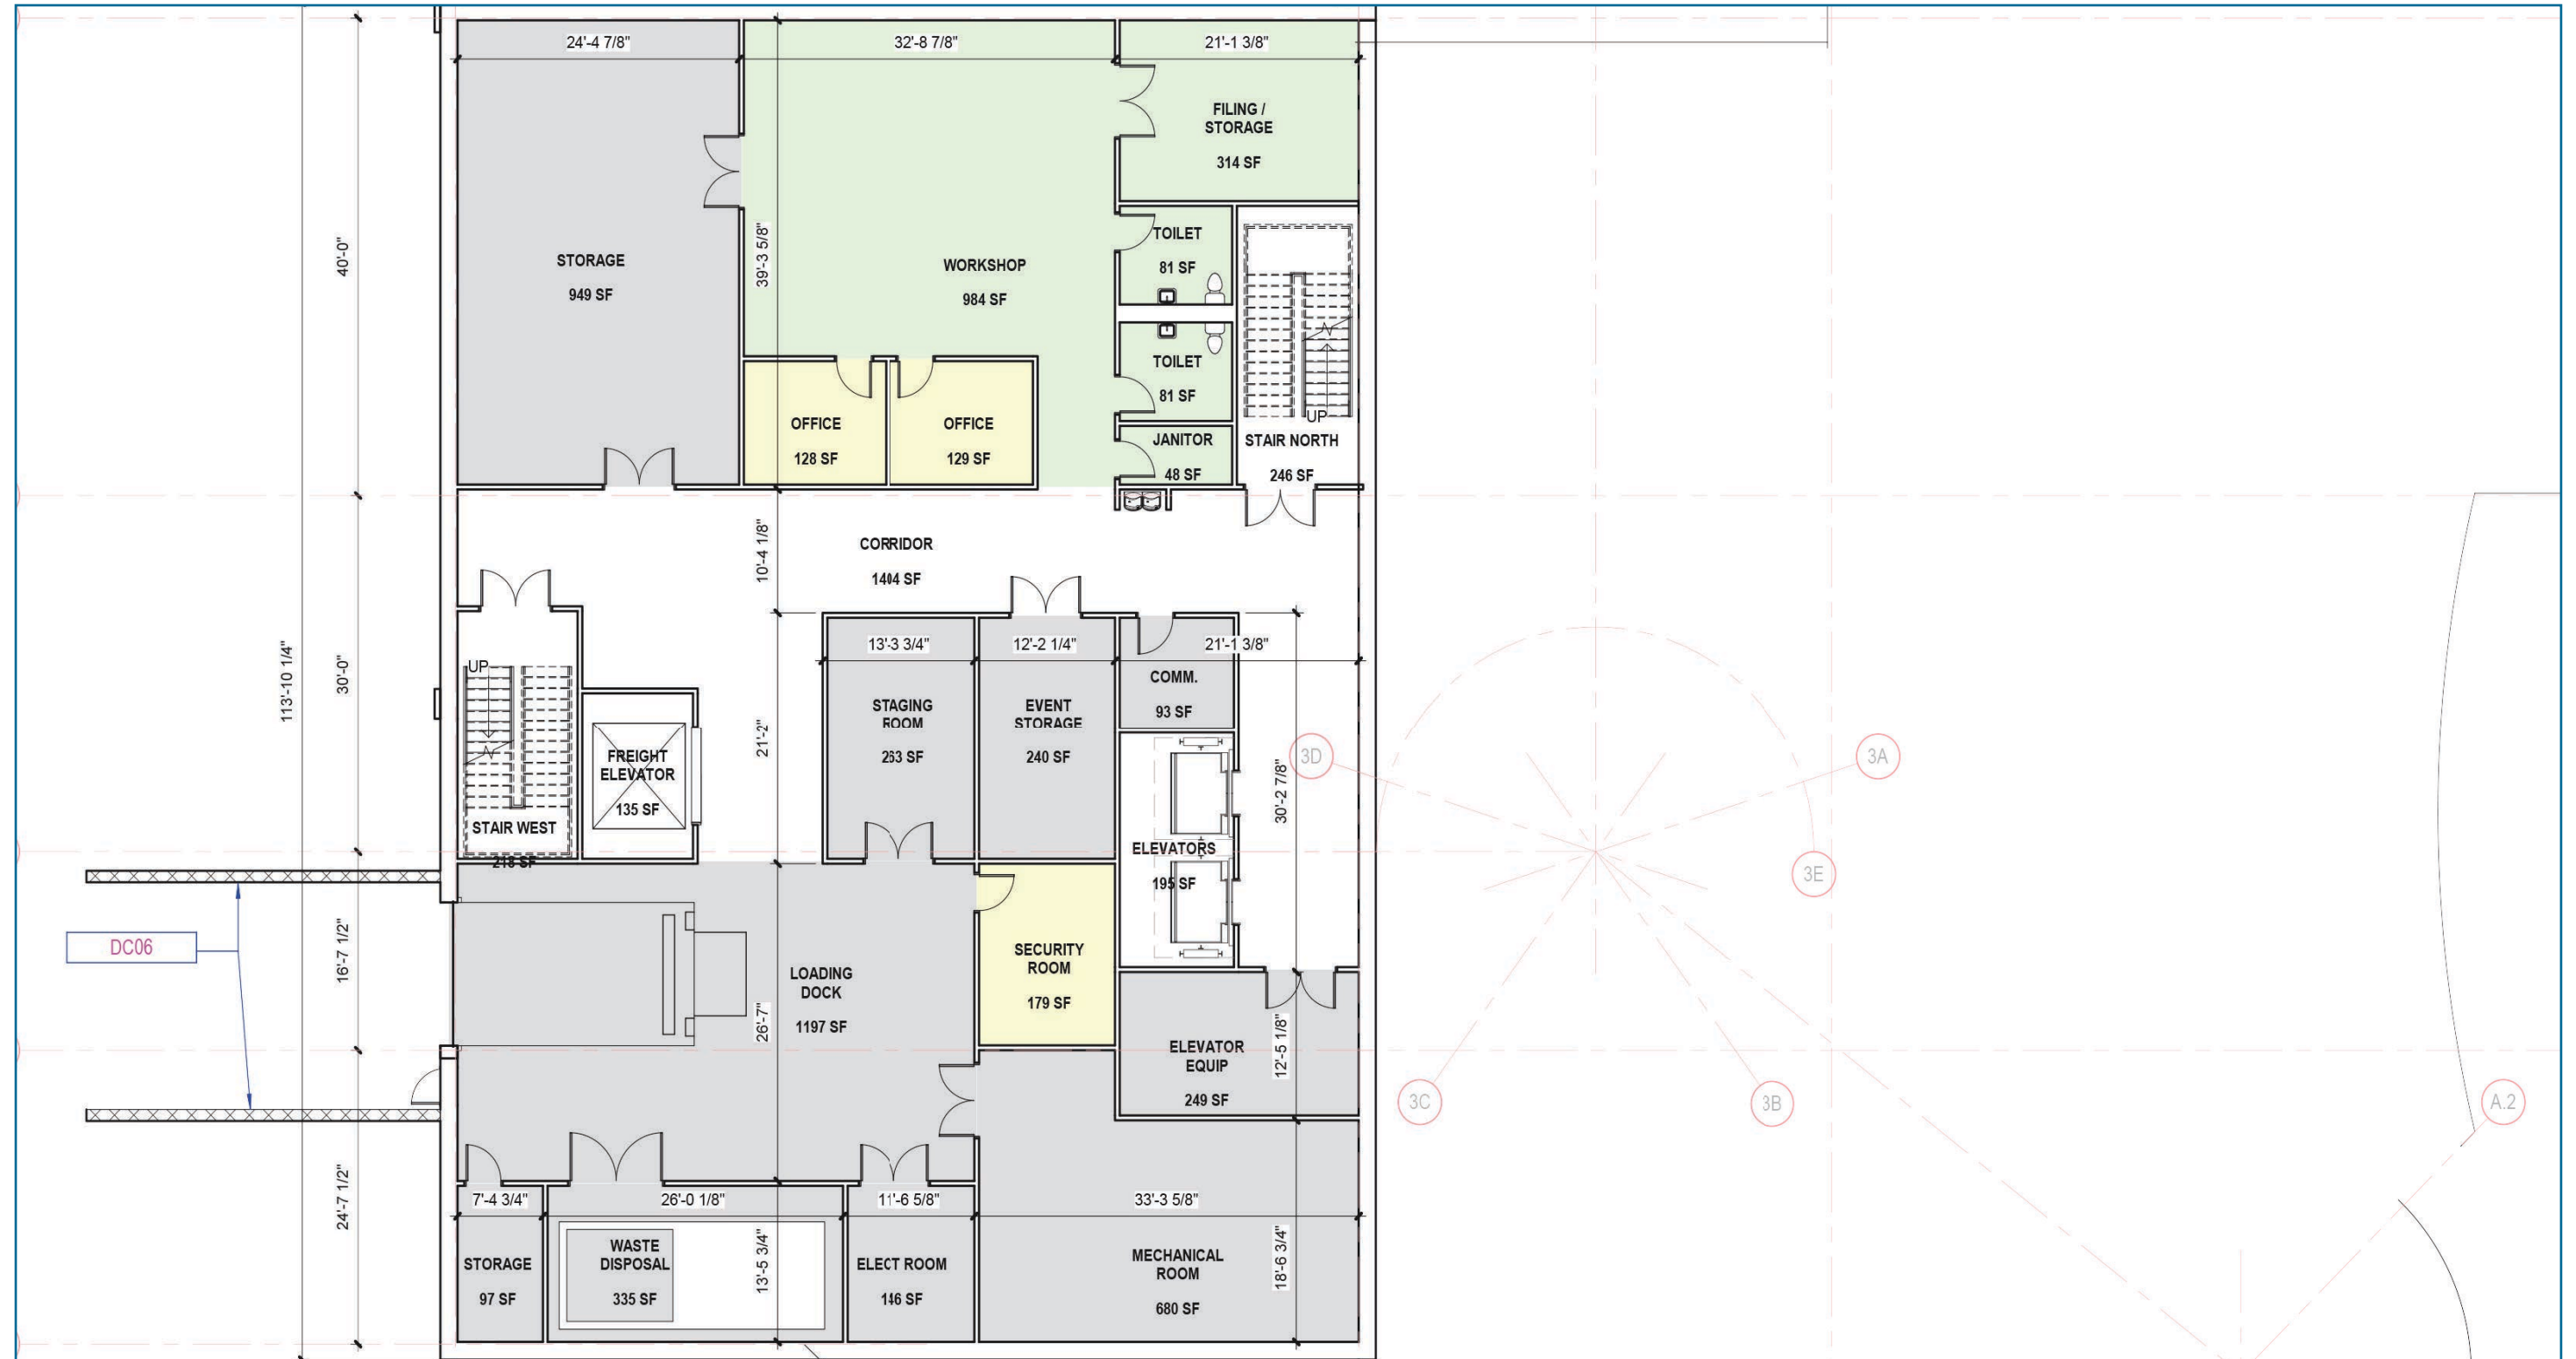 24'-4 7/8"
32'-8 7/8"
21'-1 3/8"
FILING /
STORAGE
314 SF
40'-0"
39'-3 5/8"
STORAGE
949 SF
WORKSHOP
984 SF
TOILET
81 SF
TOILET
81 SF
UP
OFFICE
128 SF
OFFICE
129 SF
JANITOR
48 SF
STAIR NORTH
246 SF
CORRIDOR
1404 SF
10'-4 1/8"
113'-10 1/4"
30'-0"
13'-3 3/4"
12'-2 1/4"
21'-1 3/8"
UP
COMM.
93 SF
STAGING
ROOM
263 SF
EVENT
STORAGE
240 SF
21'-2"
FREIGHT
ELEVATOR
135 SF
3D
3A
30'-2 7/8"
STAIR WEST
218 SF
ELEVATORS
195 SF
3E
DC06
16'-7 1/2"
SECURITY
ROOM
179 SF
LOADING
DOCK
1197 SF
26'-7"
ELEVATOR
EQUIP
249 SF
12'-5 1/8"
3C
3B
A.2
24'-7 1/2"
7'-4 3/4"
26'-0 1/8"
11'-6 5/8"
33'-3 5/8"
STORAGE
97 SF
WASTE
DISPOSAL
335 SF
13'-5 3/4"
ELECT ROOM
146 SF
MECHANICAL
ROOM
680 SF
18'-6 3/4"